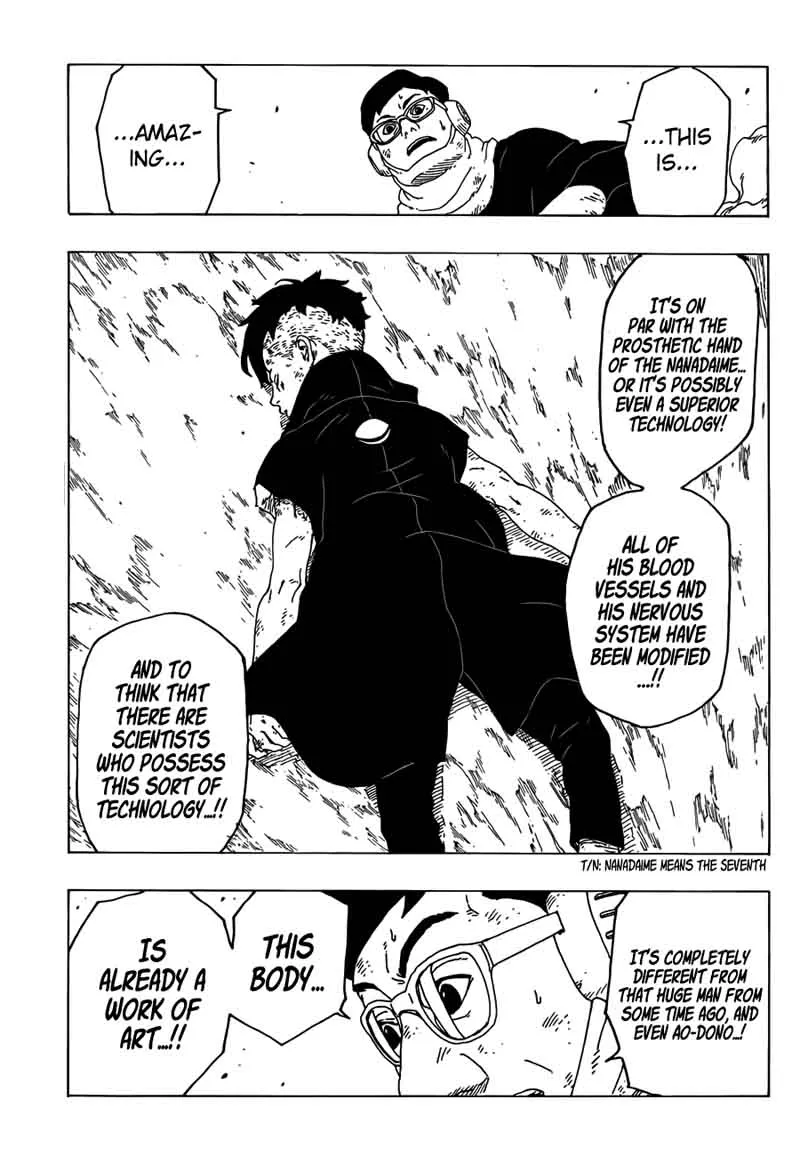 ...THIS
IS...
...AMAZ-
ING...
IT'S ON
PAR WITH THE
PROSTHETIC HAND
OF THE NANADAIME...
OR IT'S POSSIBLY
EVEN A SUPERIOR
TECHNOLOGY!
ALL OF
HIS BLOOD
VESSELS AND
HIS NERVOUS
SYSTEM HAVE
BEEN MODIFIED
...!!
AND TO
THINK THAT
THERE ARE
SCIENTISTS
WHO POSSESS
THIS SORT OF
TECHNOLOGY...!!
T/N: NANADAIME MEANS THE SEVENTH
IT'S COMPLETELY
DIFFERENT FROM
THAT HUGE MAN FROM
SOME TIME AGO, AND
EVEN AO-DONO...!
THIS
BODY...
IS
ALREADY A
WORK OF
ART...!!